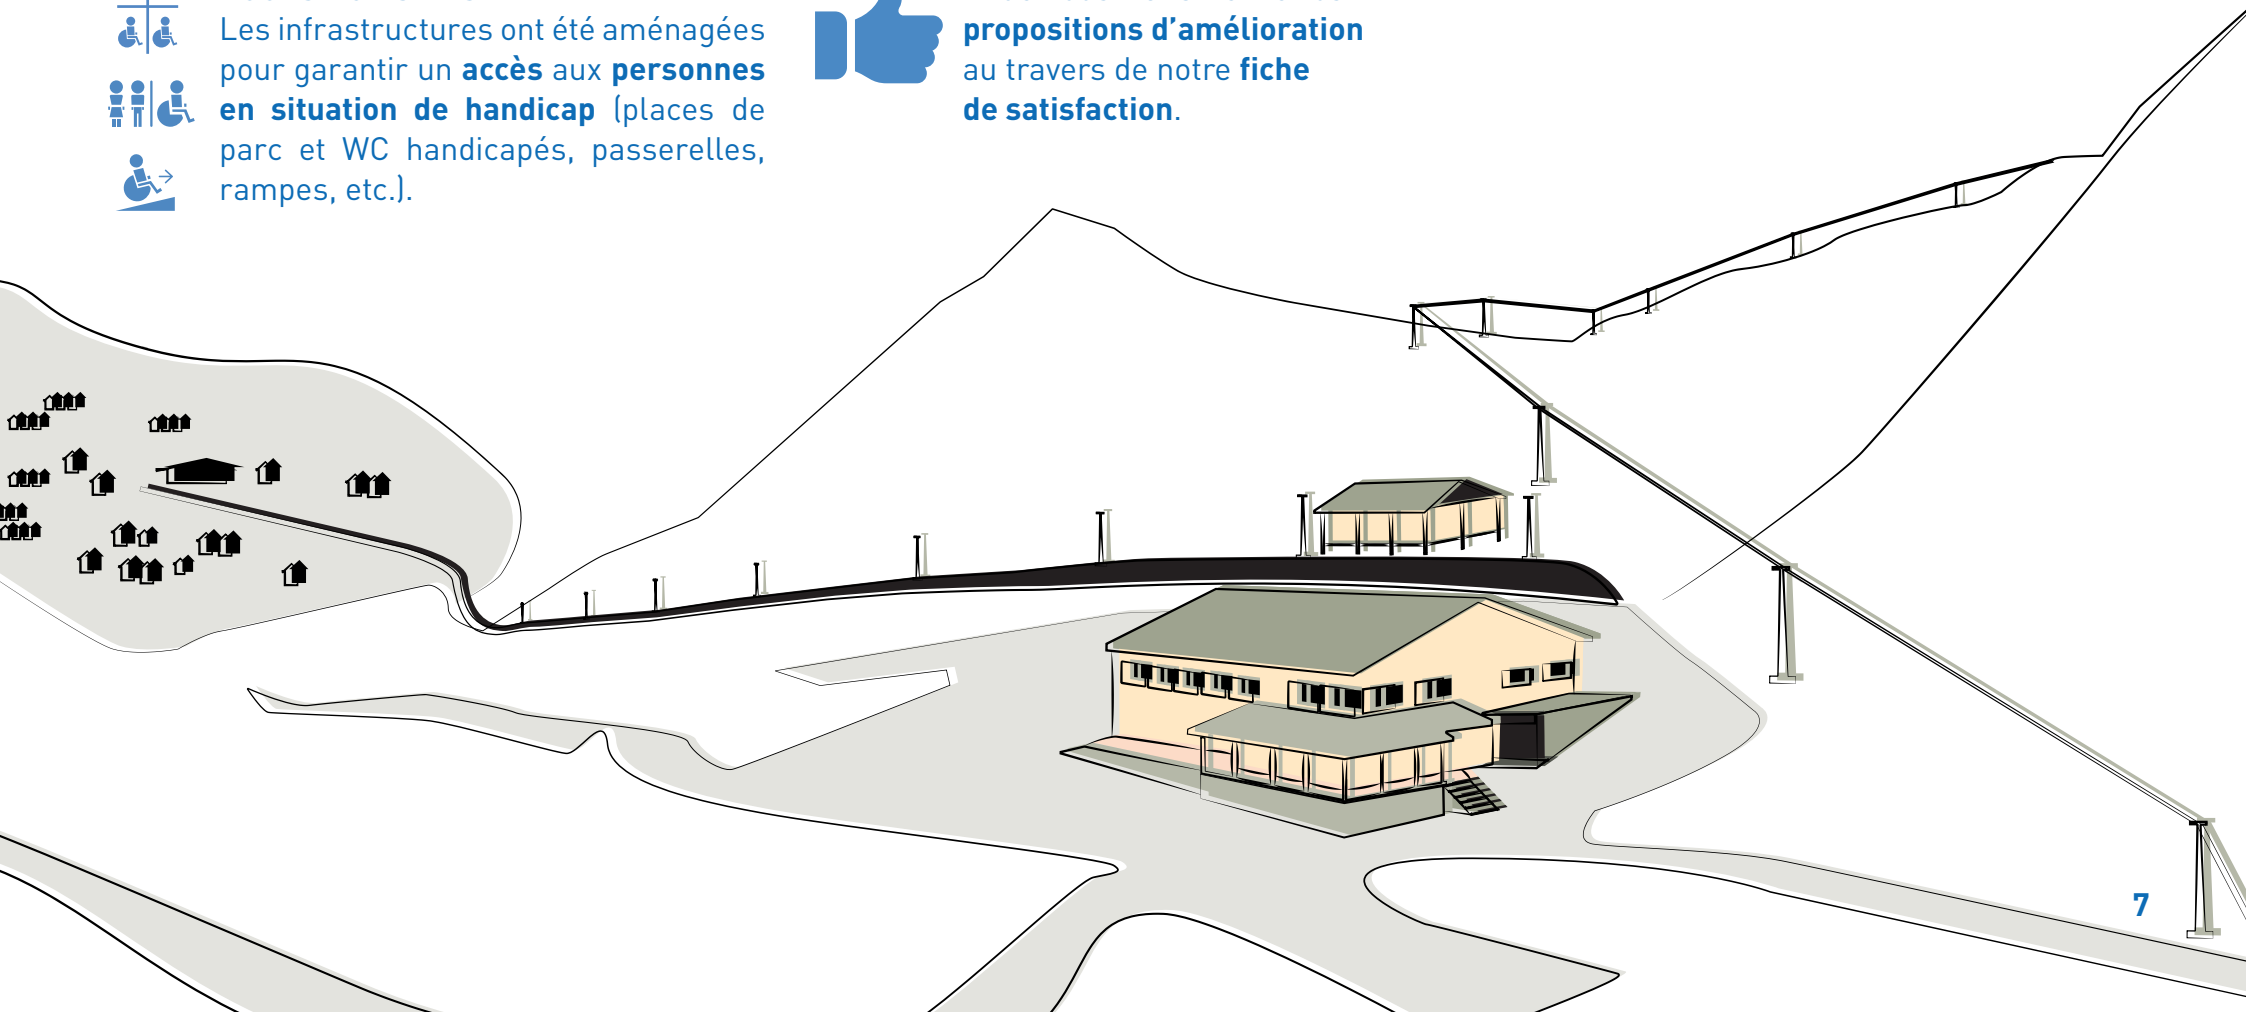 Les infrastructures ont été aménagées
pour garantir un accès aux personnes
en situation de handicap (places de
parc et WC handicapés, passerelles,
rampes, etc.).
propositions d’amélioration
au travers de notre fiche
de satisfaction.
7